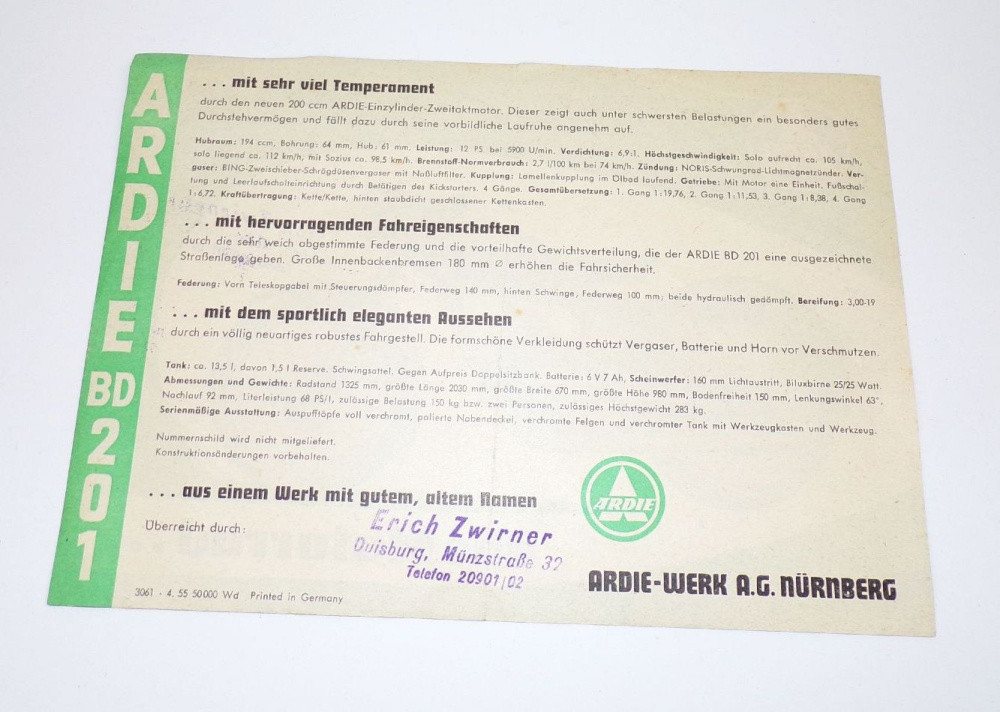 ARDIE BD 201
... mit sehr viel Temperament
durch den neuen 200 ccm ARDIE-Einzylinder-Zweitaktmotor. Dieser zeigt auch unter schwersten Belastungen ein besonders gutes
Durchstehvermögen und fällt dazu durch seine vorbildliche Laufruhe angenehm auf.
Hubraum: 194 ccm, Bohrung: 64 mm, Hub: 61 mm. Leistung: 12 PS bei 5900 U/min. Verdichtung: 6,9:1. Höchstgeschwindigkeit: Solo aufrecht ca. 105 km/h,
solo liegend ca. 112 km/h, mit Sozius ca. 98,5 km/h. Brennstoff-Normverbrauch: 2,7 l/100 km bei 74 km/h. Zündung: NORIS-Schwungrad-Lichtmagnetzünder. Ver-
gaser: BING-Zweischieber-Schrägdüsenvergaser mit Naßluftfilter. Kupplung: Lamellenkupplung im Ölbad laufend. Getriebe: Mit Motor eine Einheit, Fußschal-
tung und Leerlaufschalteinrichtung durch Betätigen des Kickstarters. 4 Gänge. Gesamtübersetzung: 1. Gang 1:19,76, 2. Gang 1:11,53, 3. Gang 1:8,38, 4. Gang
1:6,72. Kraftübertragung: Kette/Kette, hinten staubdicht geschlossener Kettenkasten.
... mit hervorragenden Fahreigenschaften
durch die sehr weich abgestimmte Federung und die vorteilhafte Gewichtsverteilung, die der ARDIE BD 201 eine ausgezeichnete
Straßenlage geben. Große Innenbackenbremsen 180 mm Ø erhöhen die Fahrsicherheit.
Federung: Vorn Teleskopgabel mit Steuerungsdämpfer, Federweg 140 mm, hinten Schwinge, Federweg 100 mm; beide hydraulisch gedämpft. Bereifung: 3,00-19
... mit dem sportlich eleganten Aussehen
durch ein völlig neuartiges robustes Fahrgestell. Die formschöne Verkleidung schützt Vergaser, Batterie und Horn vor Verschmutzen.
Tank: ca. 13,5 l, davon 1,5 l Reserve. Schwingsattel. Gegen Aufpreis Doppelsitzbank. Batterie: 6 V 7 Ah, Scheinwerfer: 160 mm Lichtaustritt, Biluxbirne 25/25 Watt.
Abmessungen und Gewichte: Radstand 1325 mm, größte Länge 2030 mm, größte Breite 670 mm, größte Höhe 980 mm, Bodenfreiheit 150 mm, Lenkungswinkel 63°,
Nachlauf 92 mm, Literleistung 68 PS/l, zulässige Belastung 150 kg bzw. zwei Personen, zulässiges Höchstgewicht 283 kg.
Serienmäßige Ausstattung: Auspufftöpfe voll verchromt, polierte Nabendeckel, verchromte Felgen und verchromter Tank mit Werkzeugkasten und Werkzeug.
Nummernschild wird nicht mitgeliefert.
Konstruktionsänderungen vorbehalten.
... aus einem Werk mit gutem, altem Namen
Überreicht durch:
Erich Zwirner
Duisburg, Münzstraße 32
Telefon 20901/02
ARDIE
ARDIE-WERK A.G. NÜRNBERG
3061 · 4. 55 50000 Wd Printed in Germany